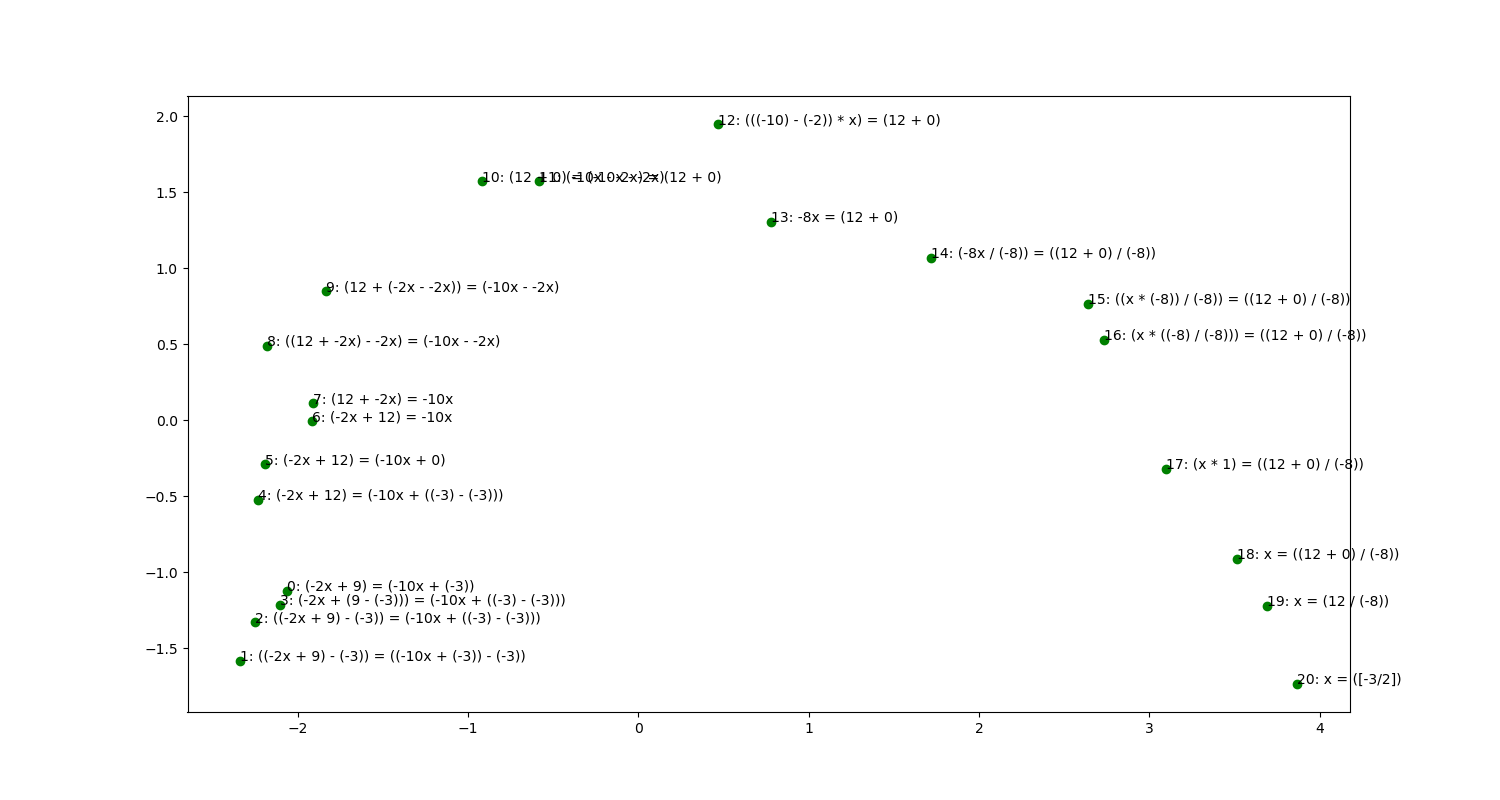 2.0
1.5
1.0
0.5
0.0
−0.5
−1.0
−1.5
12: (((-10) - (-2)) * x) = (12 + 0)
10: (12 + 0) = (-10x - -2x)
11: (-10x - -2x) = (12 + 0)
13: -8x = (12 + 0)
14: (-8x / (-8)) = ((12 + 0) / (-8))
9: (12 + (-2x - -2x)) = (-10x - -2x)
15: ((x * (-8)) / (-8)) = ((12 + 0) / (-8))
16: (x * ((-8) / (-8))) = ((12 + 0) / (-8))
8: ((12 + -2x) - -2x) = (-10x - -2x)
7: (12 + -2x) = -10x
6: (-2x + 12) = -10x
5: (-2x + 12) = (-10x + 0)
17: (x * 1) = ((12 + 0) / (-8))
4: (-2x + 12) = (-10x + ((-3) - (-3)))
18: x = ((12 + 0) / (-8))
0: (-2x + 9) = (-10x + (-3))
3: (-2x + (9 - (-3))) = (-10x + ((-3) - (-3)))
19: x = (12 / (-8))
2: ((-2x + 9) - (-3)) = (-10x + ((-3) - (-3)))
1: ((-2x + 9) - (-3)) = ((-10x + (-3)) - (-3))
20: x = ([-3/2])
−2
−1
0
1
2
3
4